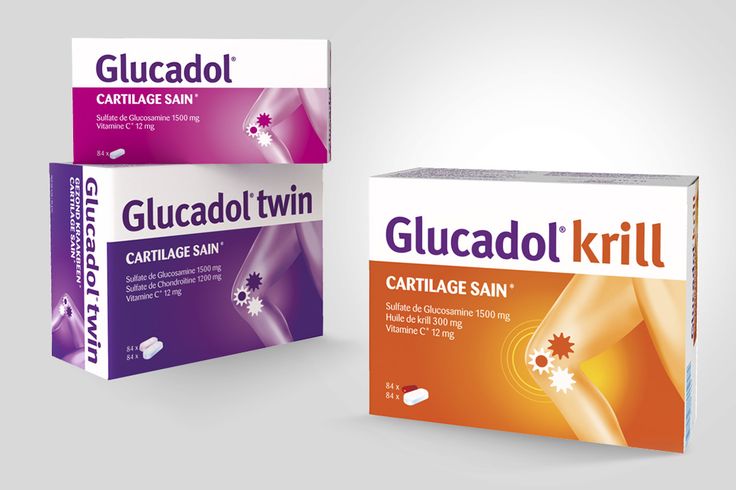 Glucadol®
CARTILAGE SAIN*
Sulfate de Glucosamine 1500 mg
Vitamine C* 12 mg
84 x
Glucadol® twin
GEZOND KRAAKBEEN*
CARTILAGE SAIN*
Glucadol® twin
CARTILAGE SAIN*
Sulfate de Glucosamine 1500 mg
Sulfate de Chondroïtine 1200 mg
Vitamine C* 12 mg
84 x
84 x
Glucadol® krill
CARTILAGE SAIN*
Sulfate de Glucosamine 1500 mg
Huile de krill 300 mg
Vitamine C* 12 mg
84 x
84 x